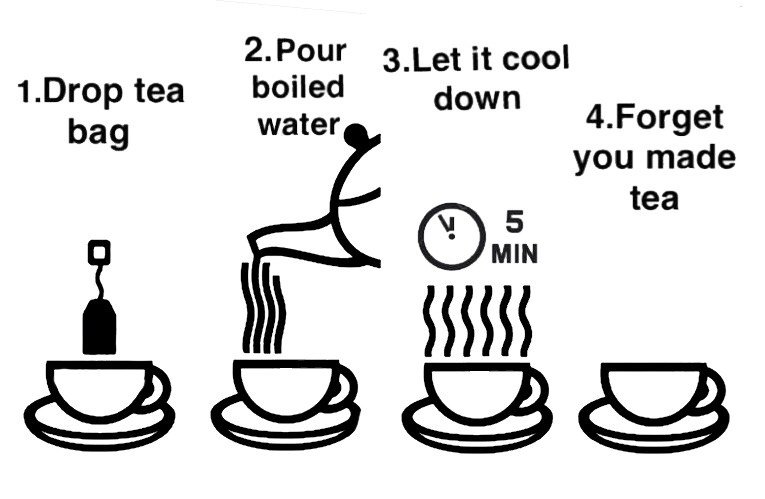 1.Drop tea
bag
2.Pour
boiled
water
3.Let it cool
down
5
MIN
4.Forget
you made
tea